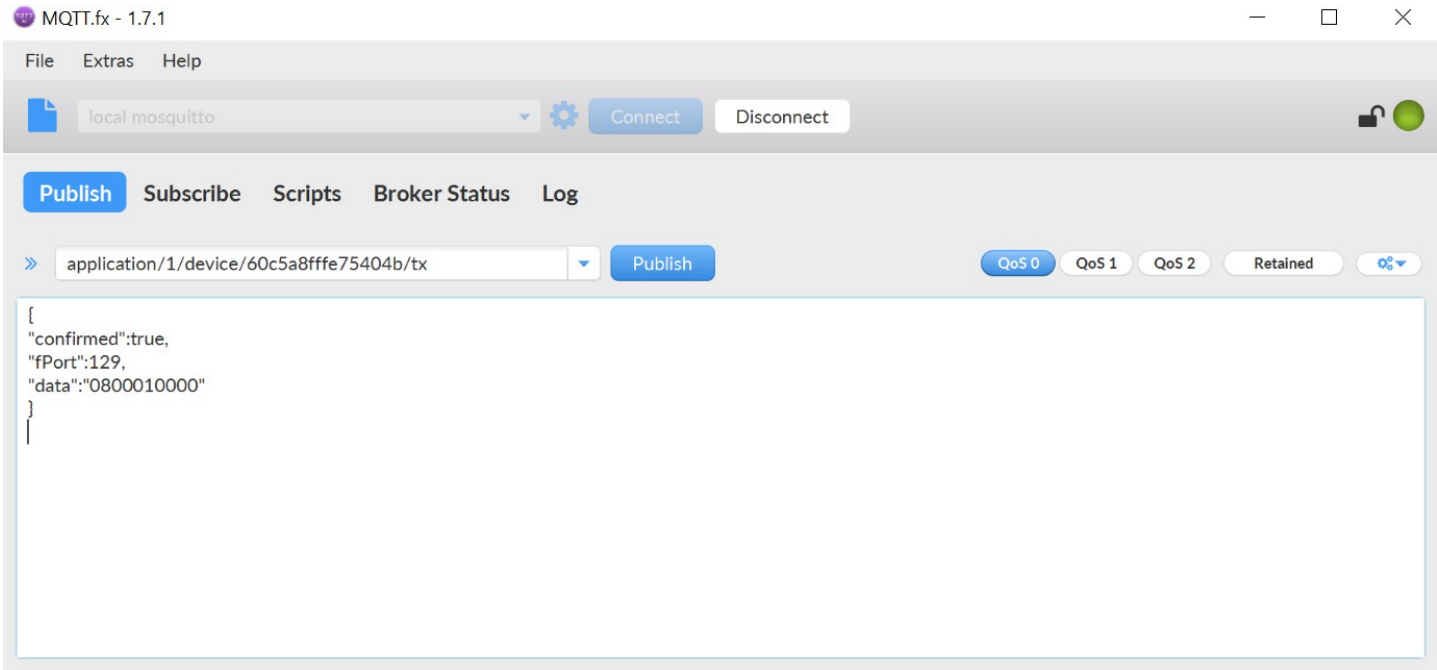 MQTT.fx - 1.7.1
File Extras Help
local mosquitto Connect Disconnect
Publish Subscribe Scripts Broker Status Log
application/1/device/60c5a8fffe75404b/tx Publish QoS 0 QoS 1 QoS 2 Retained
{
"confirmed":true,
"fPort":129,
"data":"0800010000"
}